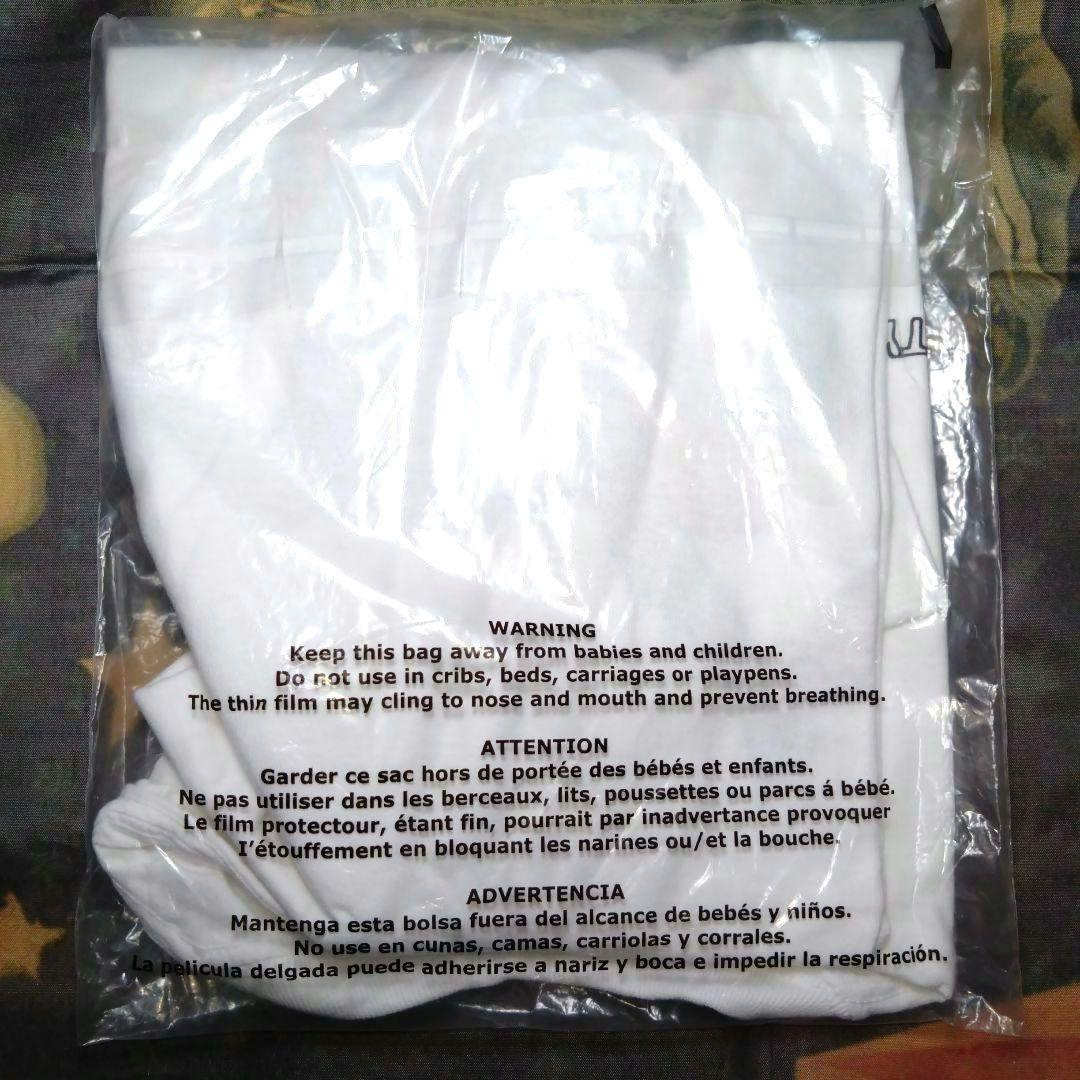 WARNING
Keep this bag away from babies and children.
Do not use in cribs, beds, carriages or playpens.
The thin film may cling to nose and mouth and prevent breathing.
ATTENTION
Garder ce sac hors de portée des bébés et enfants.
Ne pas utiliser dans les berceaux, lits, poussettes ou parcs á bébé.
Le film protectour, étant fin, pourrait par inadvertance provoquer
I'étouffement en bloquant les narines ou/et la bouche.
ADVERTENCIA
Mantenga esta bolsa fuera del alcance de bebés y niños.
No use en cunas, camas, carriolas y corrales.
La pelicula delgada puede adherirse a nariz y boca e impedir la respiración.